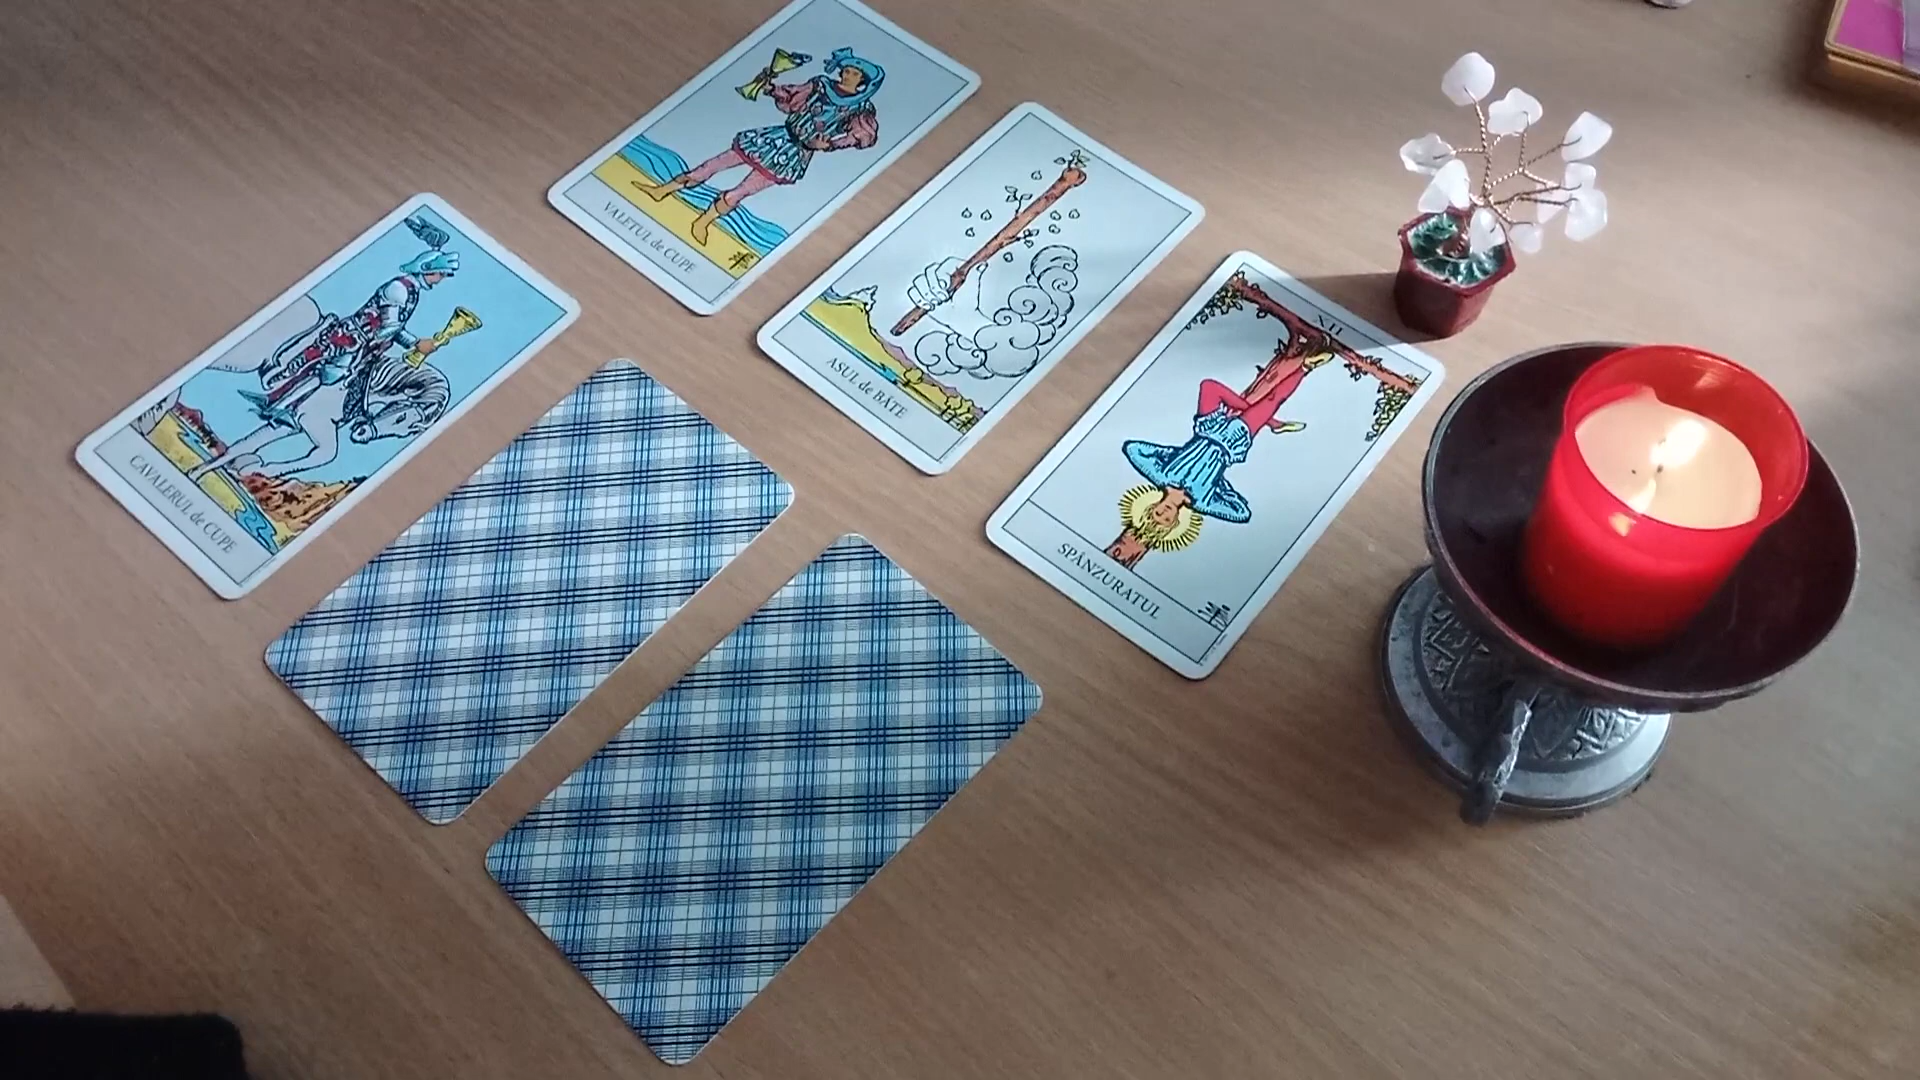 CAVALERUL de CUPE
VALETUL de CUPE
ASUL de BÂTE
XII
SPÂNZURATUL